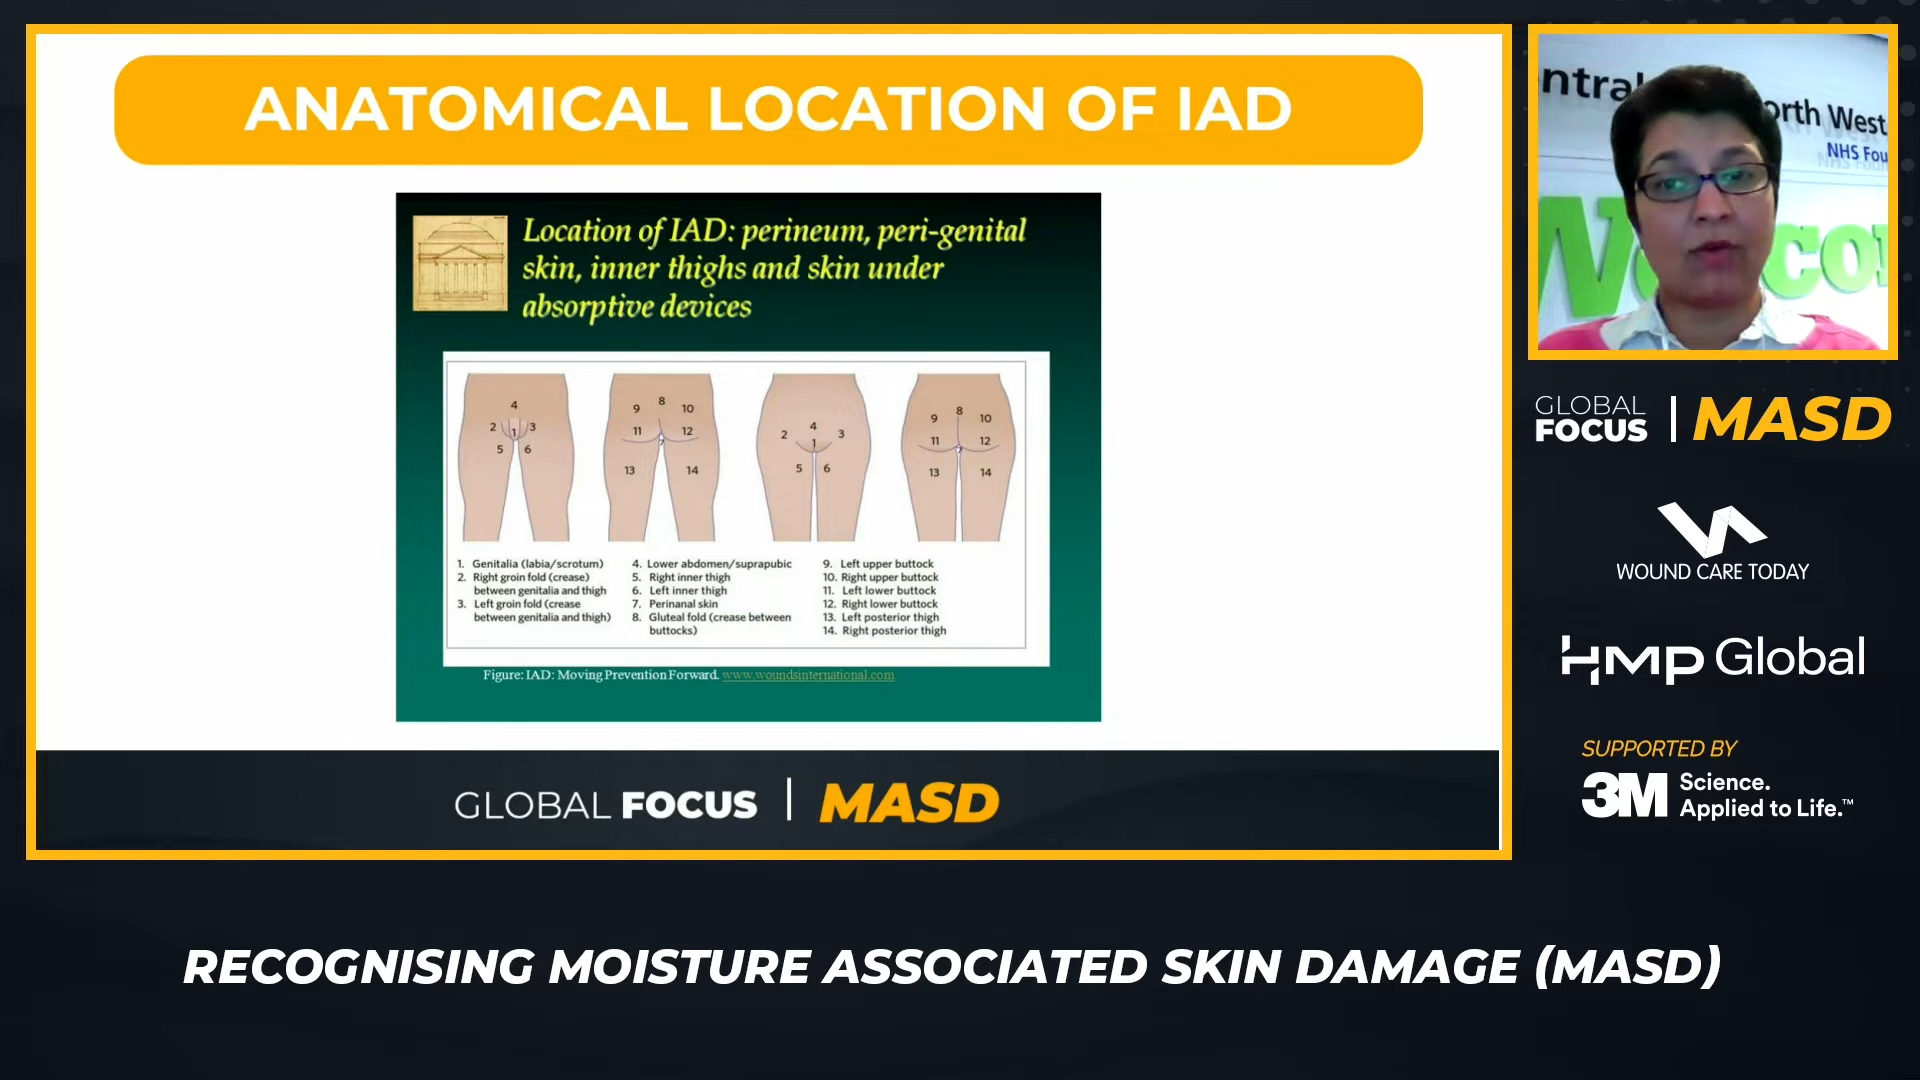 ANATOMICAL LOCATION OF IAD
Location of IAD: perineum, peri-genital
skin, inner thighs and skin under
absorptive devices
4
2 1 3
5 6
9 8 10
11 12
7
13 14
4
2 1 3
5 6
9 8 10
11 12
7
13 14
1. Genitalia (labia/scrotum)
2. Right groin fold (crease)
between genitalia and thigh
3. Left groin fold (crease
between genitalia and thigh)
4. Lower abdomen/suprapubic
5. Right inner thigh
6. Left inner thigh
7. Perinanal skin
8. Gluteal fold (crease between
buttocks)
9. Left upper buttock
10. Right upper buttock
11. Left lower buttock
12. Right lower buttock
13. Left posterior thigh
14. Right posterior thigh
Figure: IAD: Moving Prevention Forward. www.woundsinternational.com
GLOBAL FOCUS | MASD
ntral orth West
NHS Fou
W co
GLOBAL
FOCUS | MASD
WOUND CARE TODAY
HMP Global
SUPPORTED BY
3M Science.
Applied to Life.™
RECOGNISING MOISTURE ASSOCIATED SKIN DAMAGE (MASD)